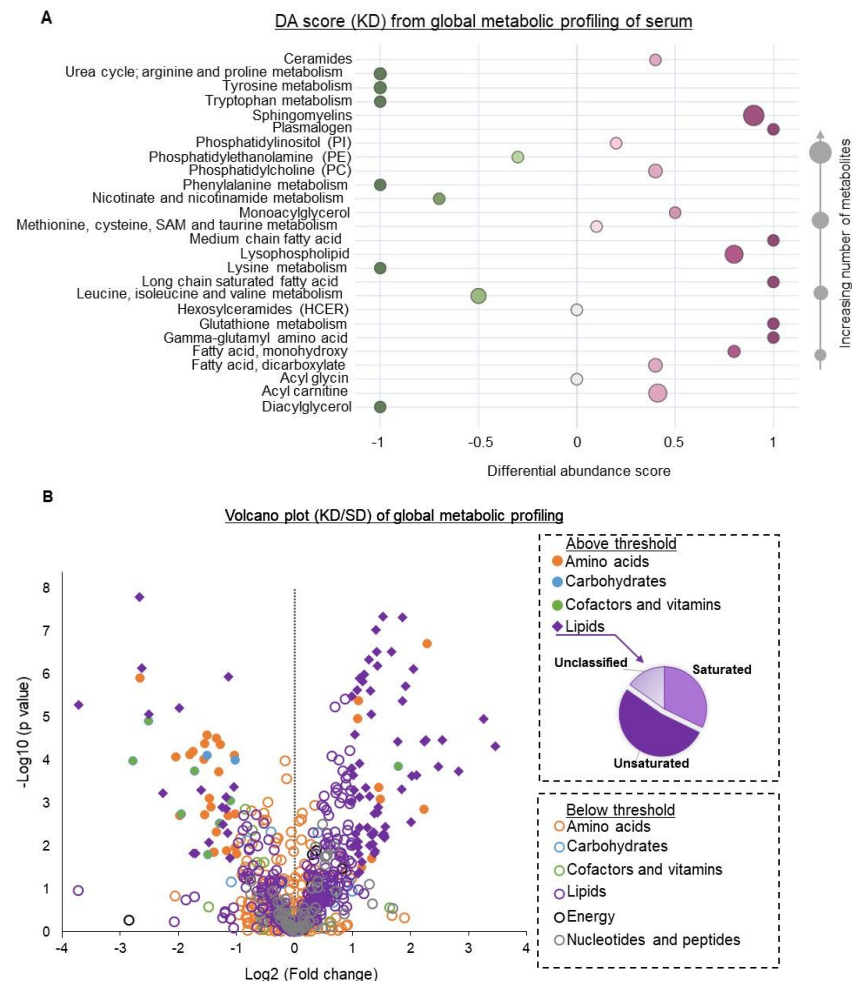 A
DA score (KD) from global metabolic profiling of serum
Ceramides
Urea cycle; arginine and proline metabolism
Tyrosine metabolism
Tryptophan metabolism
Sphingomyelins
Plasmalogen
Phosphatidylinositol (PI)
Phosphatidylethanolamine (PE)
Phosphatidylcholine (PC)
Phenylalanine metabolism
Nicotinate and nicotinamide metabolism
Monoacylglycerol
Methionine, cysteine, SAM and taurine metabolism
Medium chain fatty acid
Lysophospholipid
Lysine metabolism
Long chain saturated fatty acid
Leucine, isoleucine and valine metabolism
Hexosylceramides (HCER)
Glutathione metabolism
Gamma-glutamyl amino acid
Fatty acid, monohydroxy
Fatty acid, dicarboxylate
Acyl glycin
Acyl carnitine
Diacylglycerol
-1 -0.5 0 0.5 1
Differential abundance score
Increasing number of metabolites
B
Volcano plot (KD/SD) of global metabolic profiling
8
7
6
5
4
3
2
1
0
-Log10 (p value)
-4 -3 -2 -1 0 1 2 3 4
Log2 (Fold change)
Above threshold
Amino acids
Carbohydrates
Cofactors and vitamins
Lipids
Unclassified
Saturated
Unsaturated
Below threshold
Amino acids
Carbohydrates
Cofactors and vitamins
Lipids
Energy
Nucleotides and peptides